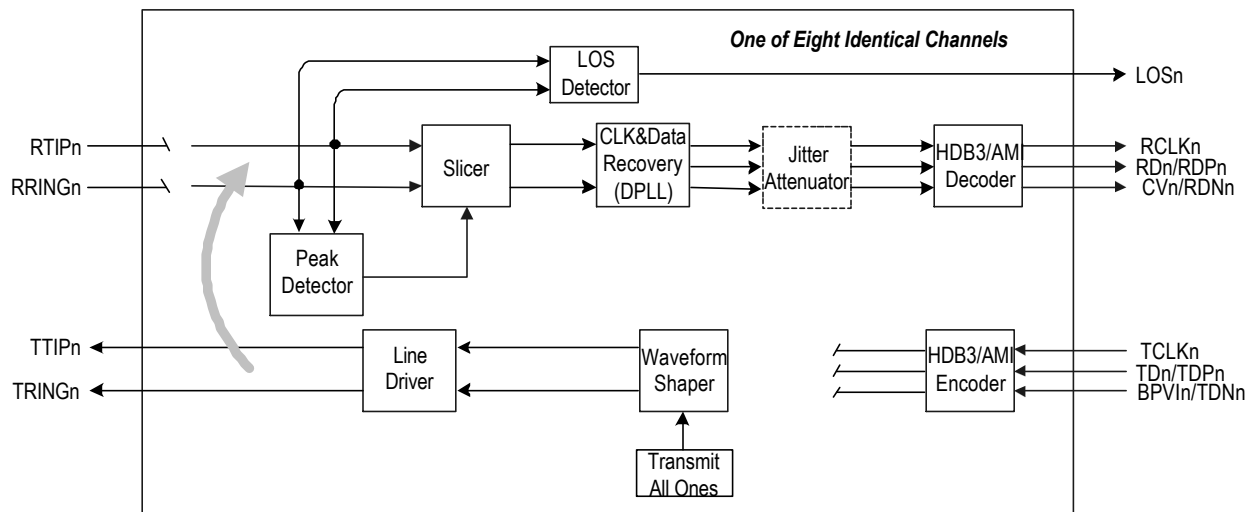 One of Eight Identical Channels
LOS
Detector
LOSn
RTIPn
RRINGn
Slicer
CLK&Data
Recovery
(DPLL)
Jitter
Attenuator
HDB3/AMI
Decoder
RCLKn
RDn/RDPn
CVn/RDNn
Peak
Detector
TTIPn
TRINGn
Line
Driver
Waveform
Shaper
HDB3/AMI
Encoder
TCLKn
TDn/TDPn
BPVIn/TDNn
Transmit
All Ones